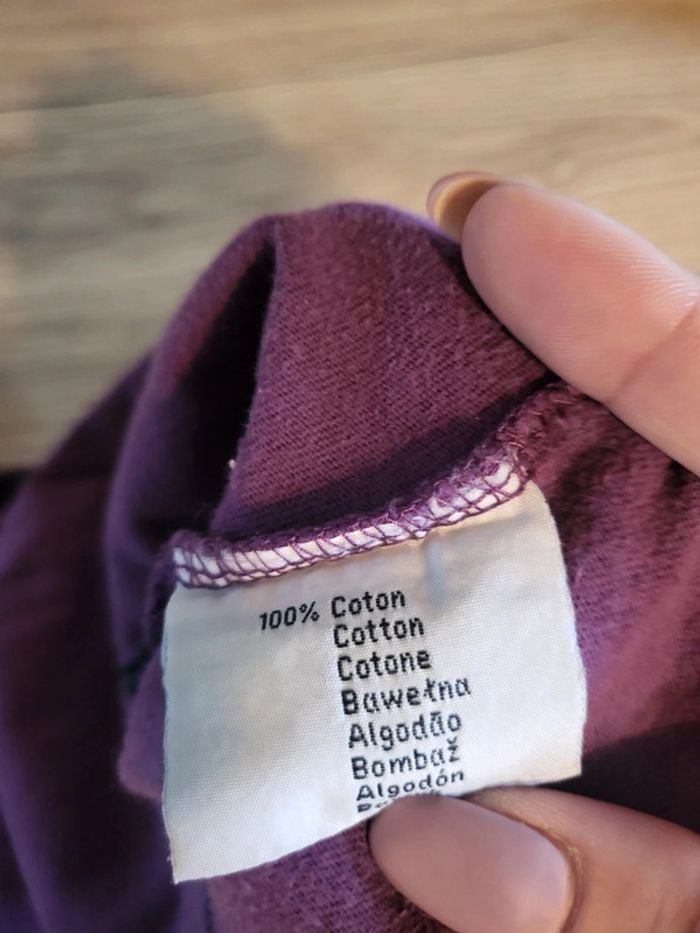 100% Coton
Cotton
Cotone
Bawełna
Algodão
Bombaž
Algodón